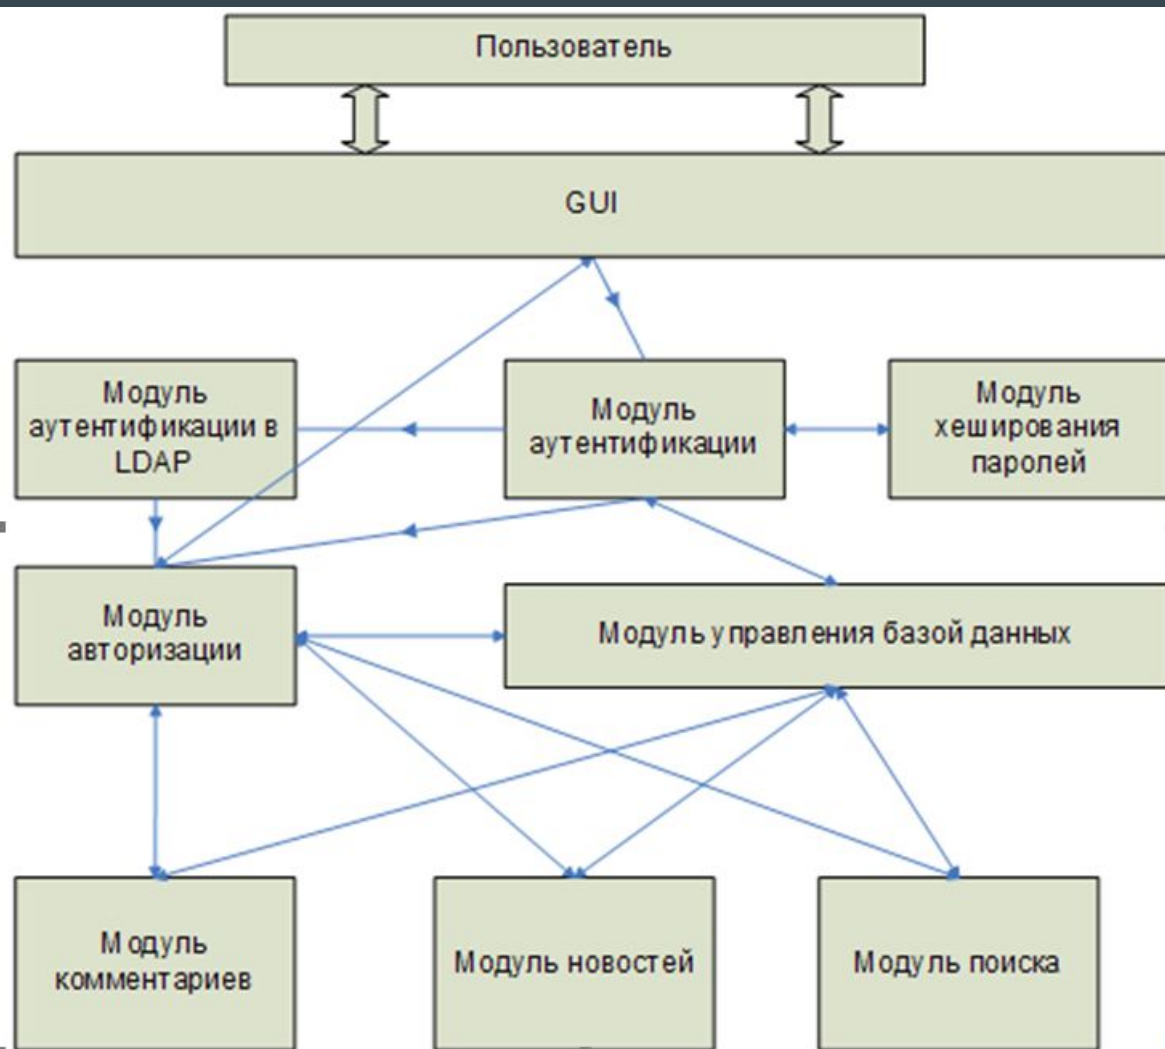 Пользователь
GUI
Модуль
аутентификации в
LDAP
Модуль
аутентификации
Модуль
хеширования
паролей
Модуль
авторизации
Модуль управления базой данных
Модуль
комментариев
Модуль новостей
Модуль поиска